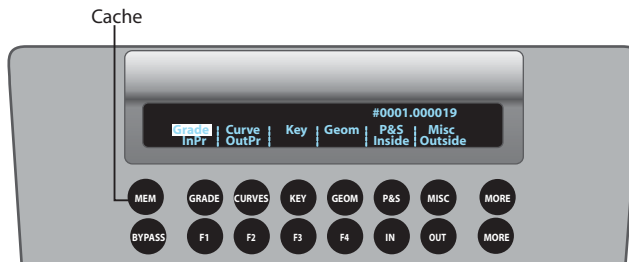 Cache
#0001.000019
Grade Curve Key Geom P&S Misc
InPr OutPr Inside Outside
MEM GRADE CURVES KEY GEOM P&S MISC MORE
BYPASS F1 F2 F3 F4 IN OUT MORE